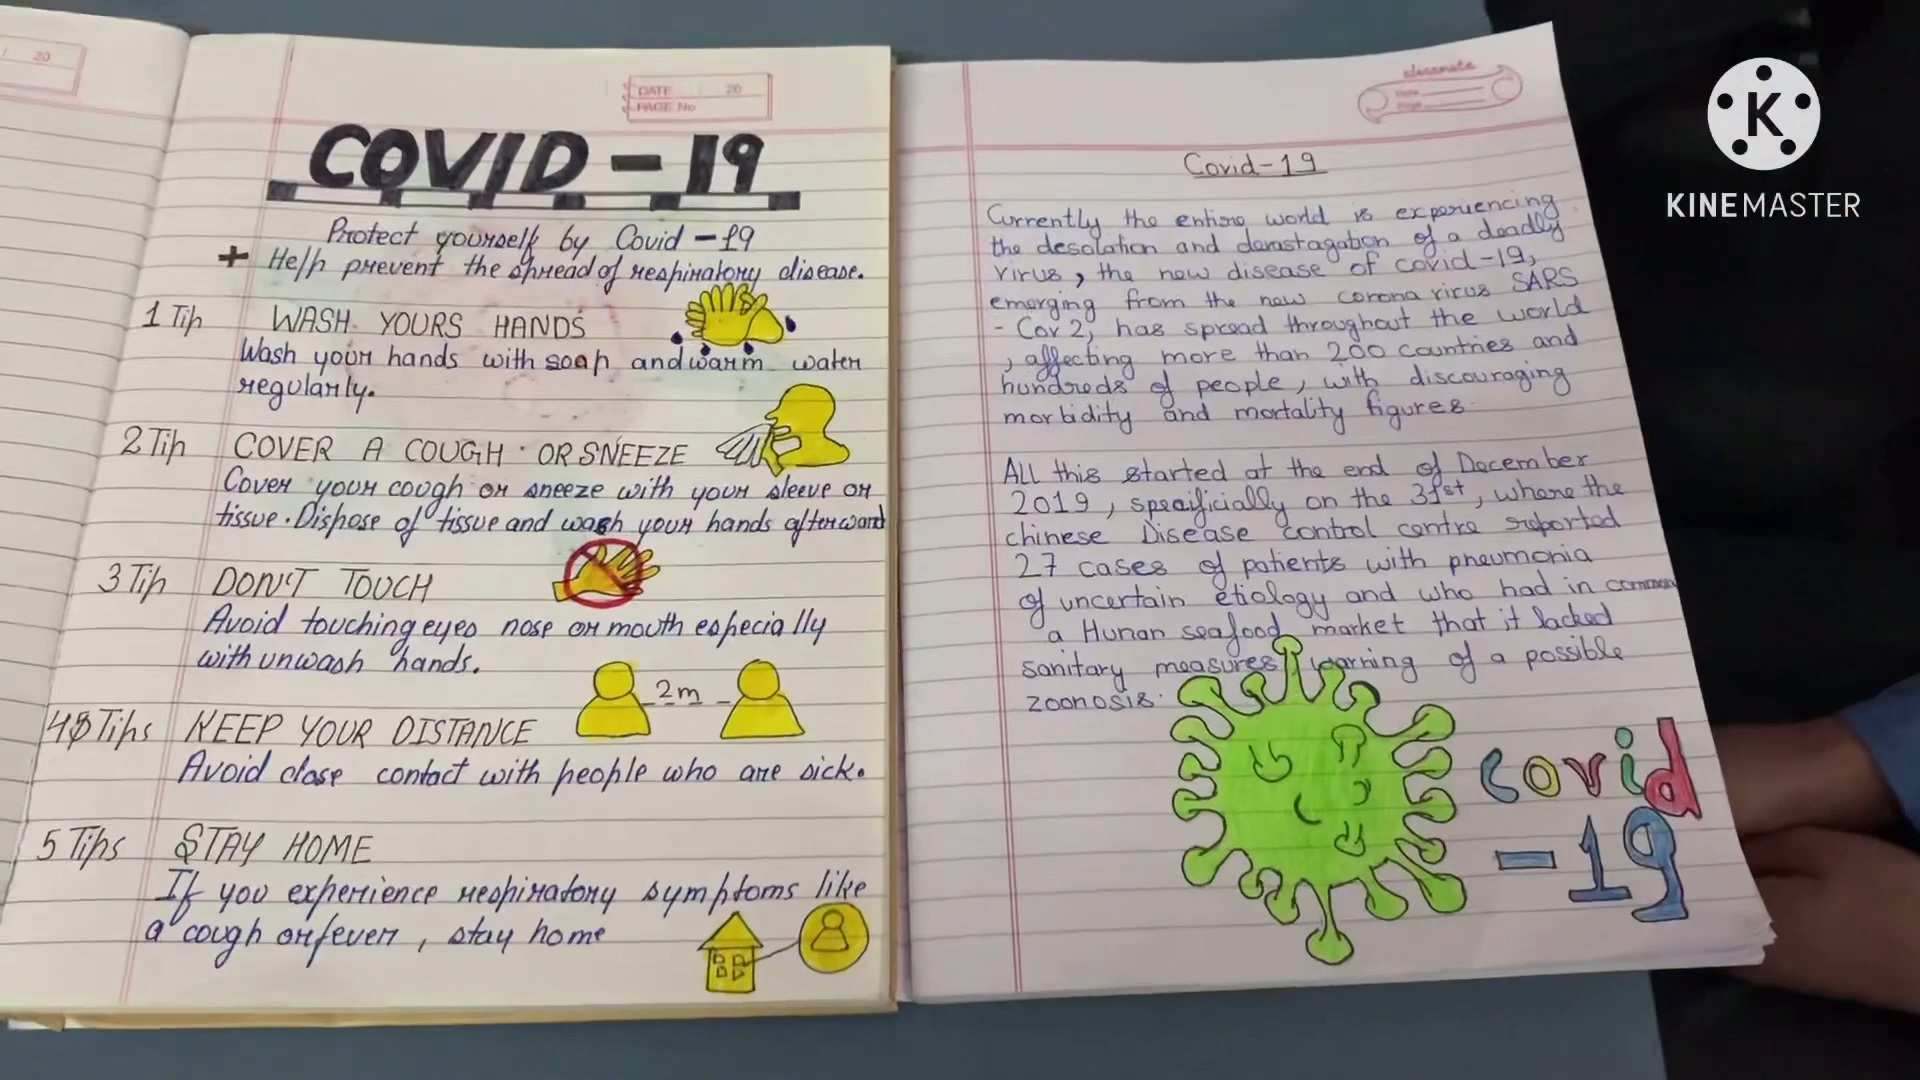 / 20
DATE / 20
PAGE No
COVID-19
Protect yourself by Covid-19
+ Help prevent the spread of respiratory disease.
1 Tip WASH YOURS HANDS
Wash your hands with soap and warm water
regularly.
2 Tip COVER A COUGH OR SNEEZE
Cover your cough or sneeze with your sleeve or
tissue. Dispose of tissue and wash your hands afterward
3 Tip DON'T TOUCH
Avoid touching eyes nose or mouth especially
with unwash hands.
2m
4 Tips KEEP YOUR DISTANCE
Avoid close contact with people who are sick.
5 Tips STAY HOME
If you experience respiratory symptoms like
a cough or fever, stay home
classmate
Date
Page
Covid-19
Currently the entire world is experiencing
the desolation and devastagation of a deadly
virus, the new disease of covid-19,
emerging from the new corona virus SARS
- Cov 2, has spread throughout the world
, affecting more than 200 countries and
hundreds of people, with discouraging
morbidity and mortality figures.
All this started at the end of December
2019, speaificially on the 31st, where the
chinese Disease control centre reported
27 cases of patients with pneumonia
of uncertain etiology and who had in common
a Hunan seafood market that it lacked
sanitary measures warning of a possible
zoonosis.
covid
-19
K
KINEMASTER